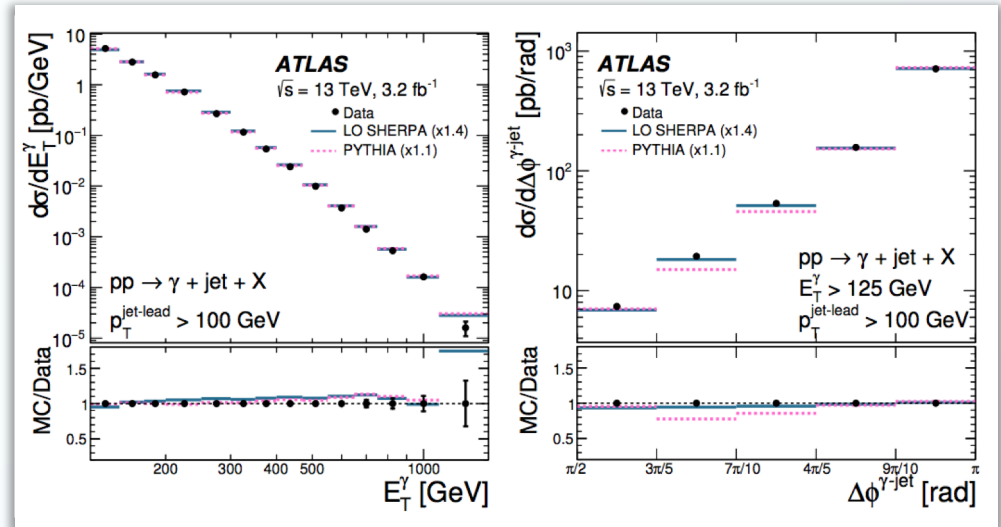 dσ/dE_T^γ [pb/GeV]
10
1
10⁻¹
10⁻²
10⁻³
10⁻⁴
10⁻⁵
ATLAS
√s = 13 TeV, 3.2 fb⁻¹
Data
LO SHERPA (x1.4)
PYTHIA (x1.1)
pp → γ + jet + X
p_T^jet-lead > 100 GeV
MC/Data
1.5
1
0.5
200 300 400 500 1000
E_T^γ [GeV]
dσ/dΔφ^γ-jet [pb/rad]
10³
10²
10
ATLAS
√s = 13 TeV, 3.2 fb⁻¹
Data
LO SHERPA (x1.4)
PYTHIA (x1.1)
pp → γ + jet + X
E_T^γ > 125 GeV
p_T^jet-lead > 100 GeV
MC/Data
1.5
1
0.5
π/2 3π/5 7π/10 4π/5 9π/10 π
Δφ^γ-jet [rad]